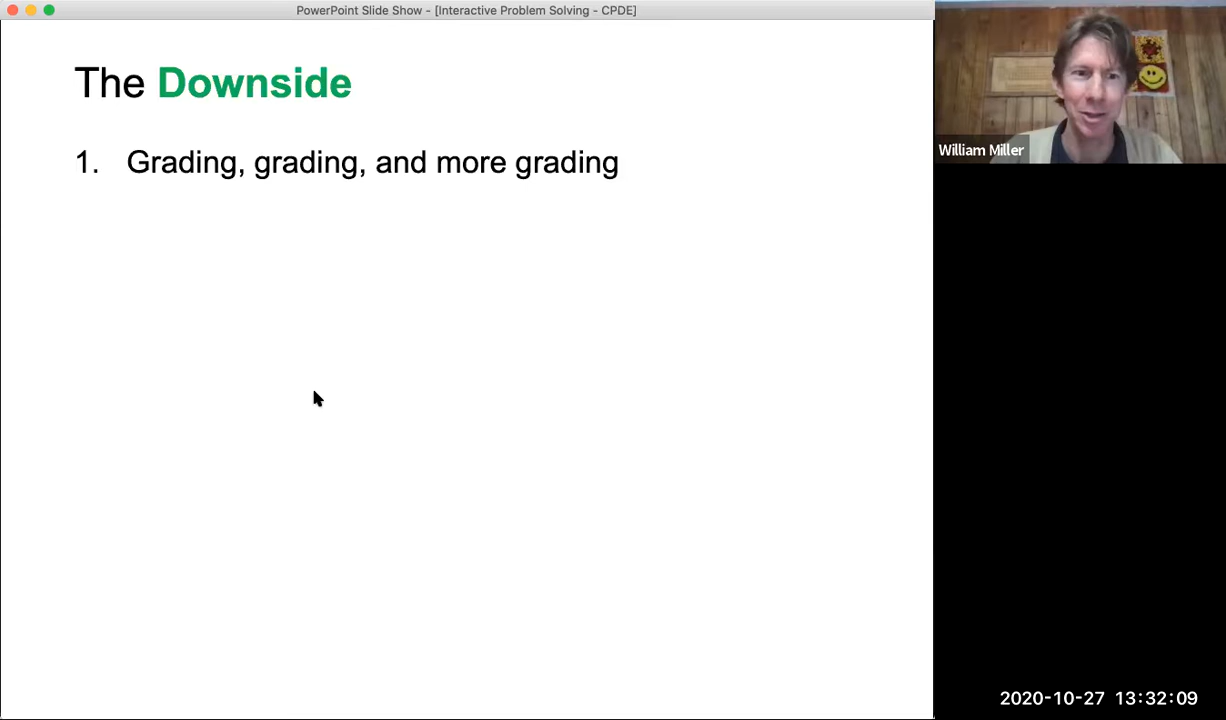 PowerPoint Slide Show - [Interactive Problem Solving - CPDE]
The Downside
1. Grading, grading, and more grading
William Miller
2020-10-27 13:32:09